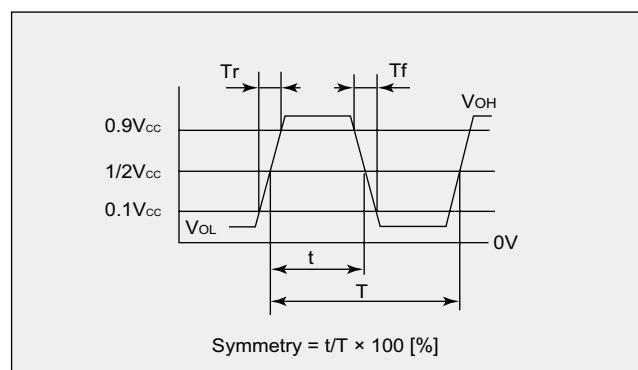 Tr Tf
VOH
0.9Vcc
1/2Vcc
0.1Vcc
VOL
0V
t
T
Symmetry = t/T × 100 [%]